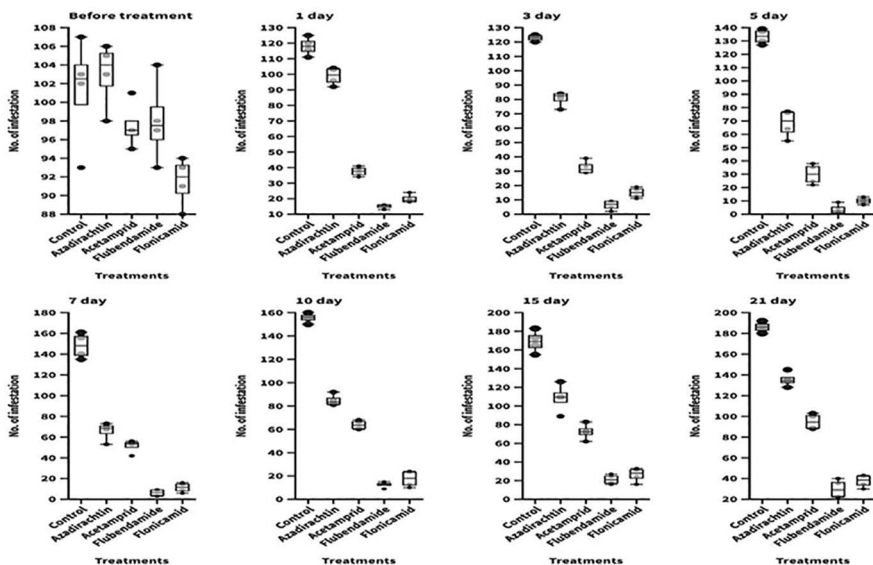 Before treatment
No. of infestation
108
106
104
102
100
98
96
94
92
90
88
Control
Azadirachtin
Acetamprid
Flubendamide
Flonicamid
Treatments
1 day
No. of infestation
130
120
110
100
90
80
70
60
50
40
30
20
10
Control
Azadirachtin
Acetamprid
Flubendamide
Flonicamid
Treatments
3 day
No. of infestation
130
120
110
100
90
80
70
60
50
40
30
20
10
0
Control
Azadirachtin
Acetamprid
Flubendamide
Flonicamid
Treatments
5 day
No. of infestation
140
130
120
110
100
90
80
70
60
50
40
30
20
10
0
Control
Azadirachtin
Acetamprid
Flubendamide
Flonicamid
Treatments
7 day
No. of infestation
180
160
140
120
100
80
60
40
20
0
Control
Azadirachtin
Acetamprid
Flubendamide
Flonicamid
Treatments
10 day
No. of infestation
160
140
120
100
80
60
40
20
0
Control
Azadirachtin
Acetamprid
Flubendamide
Flonicamid
Treatments
15 day
No. of infestation
200
180
160
140
120
100
80
60
40
20
0
Control
Azadirachtin
Acetamprid
Flubendamide
Flonicamid
Treatments
21 day
No. of infestation
200
180
160
140
120
100
80
60
40
20
Control
Azadirachtin
Acetamprid
Flubendamide
Flonicamid
Treatments